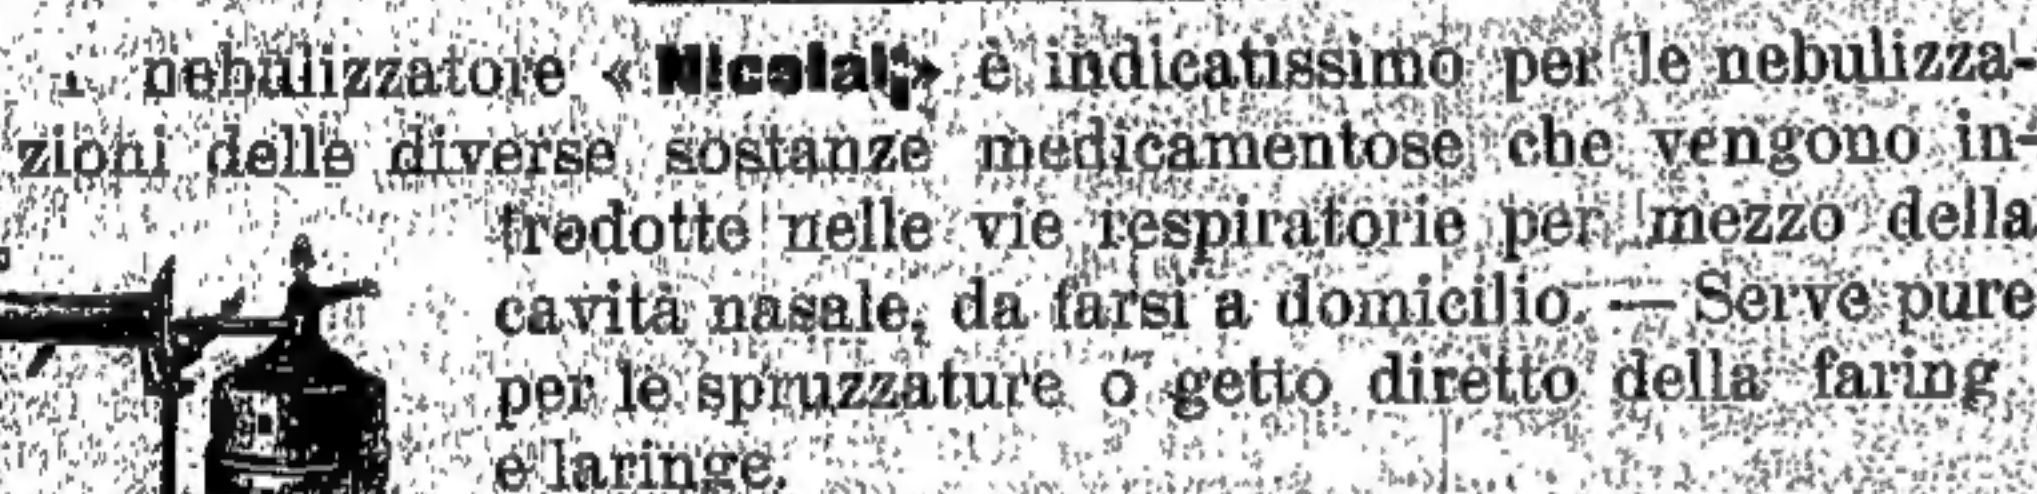 nebulizzatore « Nicolai » è indicatissimo per le nebulizza-
zioni delle diverse sostanze medicamentose che vengono in-
trodotte nelle vie respiratorie per mezzo della
cavità nasale, da farsi a domicilio. — Serve pure
per le spruzzature o getto diretto della faring
e laringe.